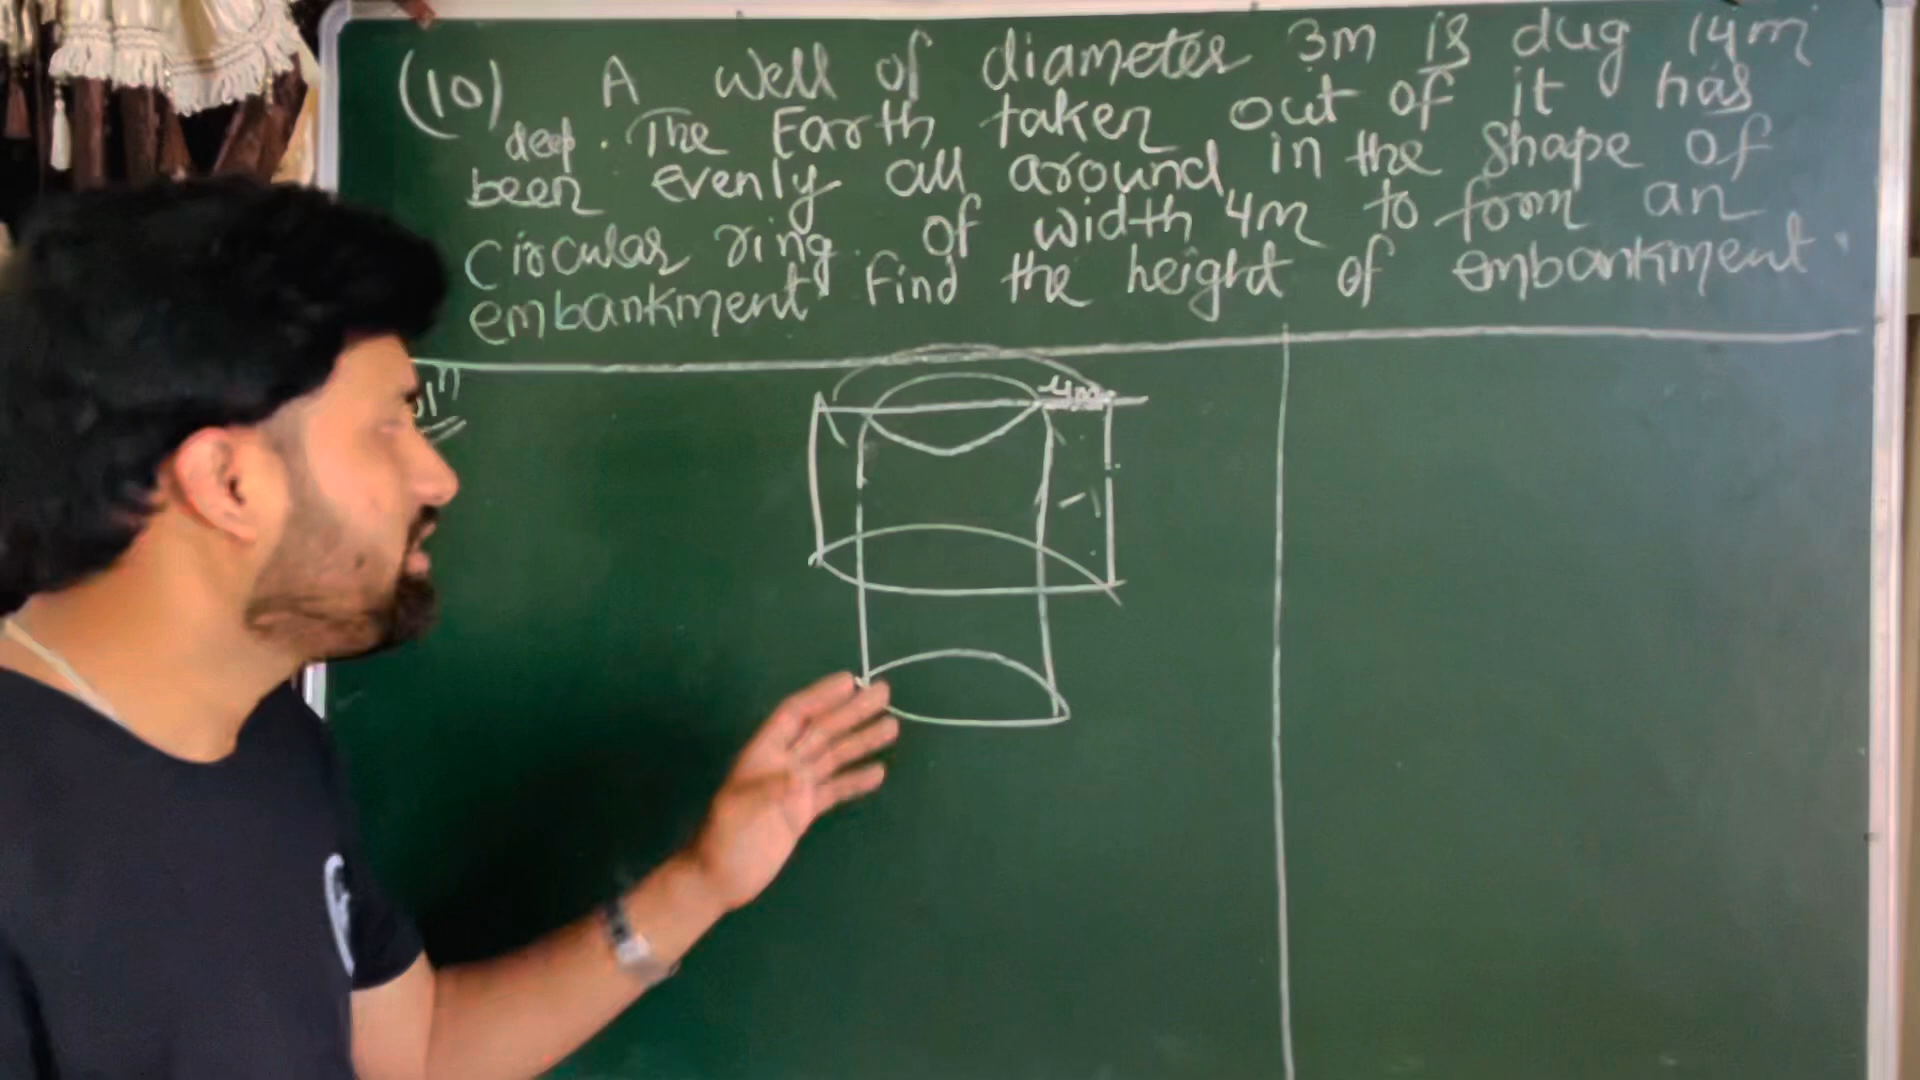 (10) A well of diameter 3m is dug 14m
deep. The Earth taken out of it has
been evenly all around in the shape of
Circular ring of width 4m to form an
embankment Find the height of embankment.
4m